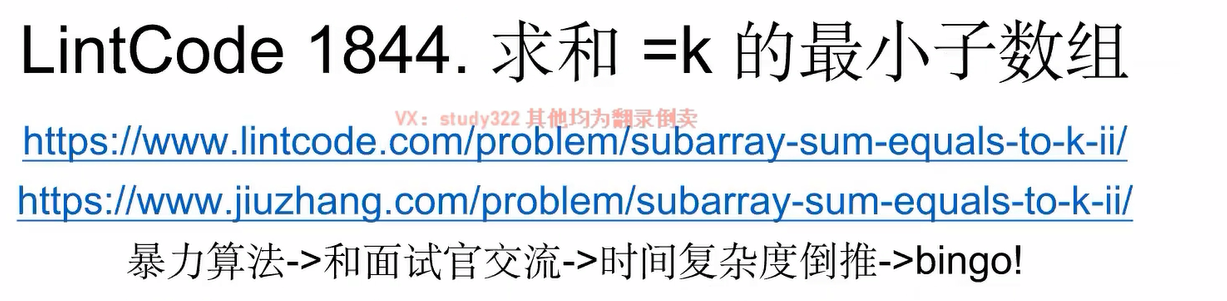 LintCode 1844. 求和 =k 的最小子数组
VX：study322 其他均为翻录倒卖
https://www.lintcode.com/problem/subarray-sum-equals-to-k-ii/
https://www.jiuzhang.com/problem/subarray-sum-equals-to-k-ii/
暴力算法->和面试官交流->时间复杂度倒推->bingo!